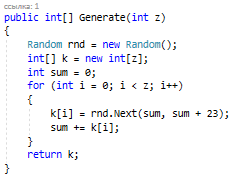 ссылка: 1
public int[] Generate(int z)
{
    Random rnd = new Random();
    int[] k = new int[z];
    int sum = 0;
    for (int i = 0; i < z; i++)
    {
        k[i] = rnd.Next(sum, sum + 23);
        sum += k[i];
    }
    return k;
}